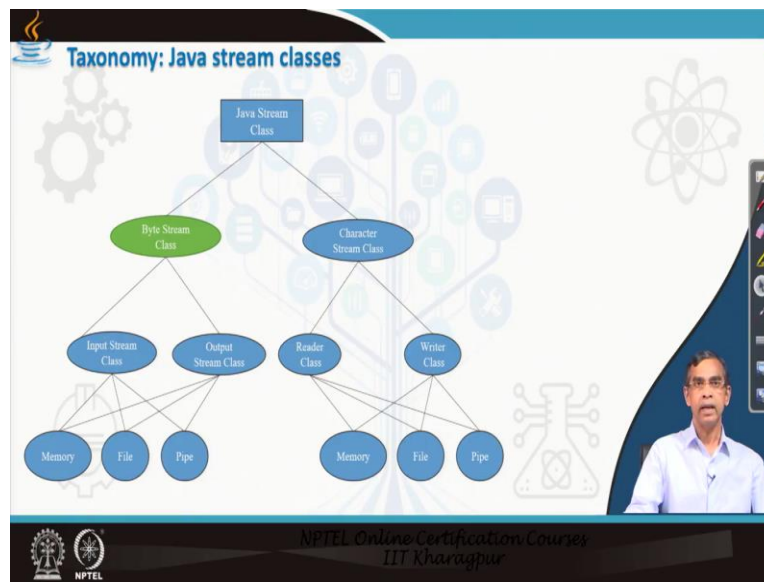 Taxonomy: Java stream classes
Java Stream
Class
Byte Stream
Class
Character
Stream Class
Input Stream
Class
Output
Stream Class
Reader
Class
Writer
Class
Memory
File
Pipe
Memory
File
Pipe
NPTEL Online Certification Courses
IIT Kharagpur
NPTEL